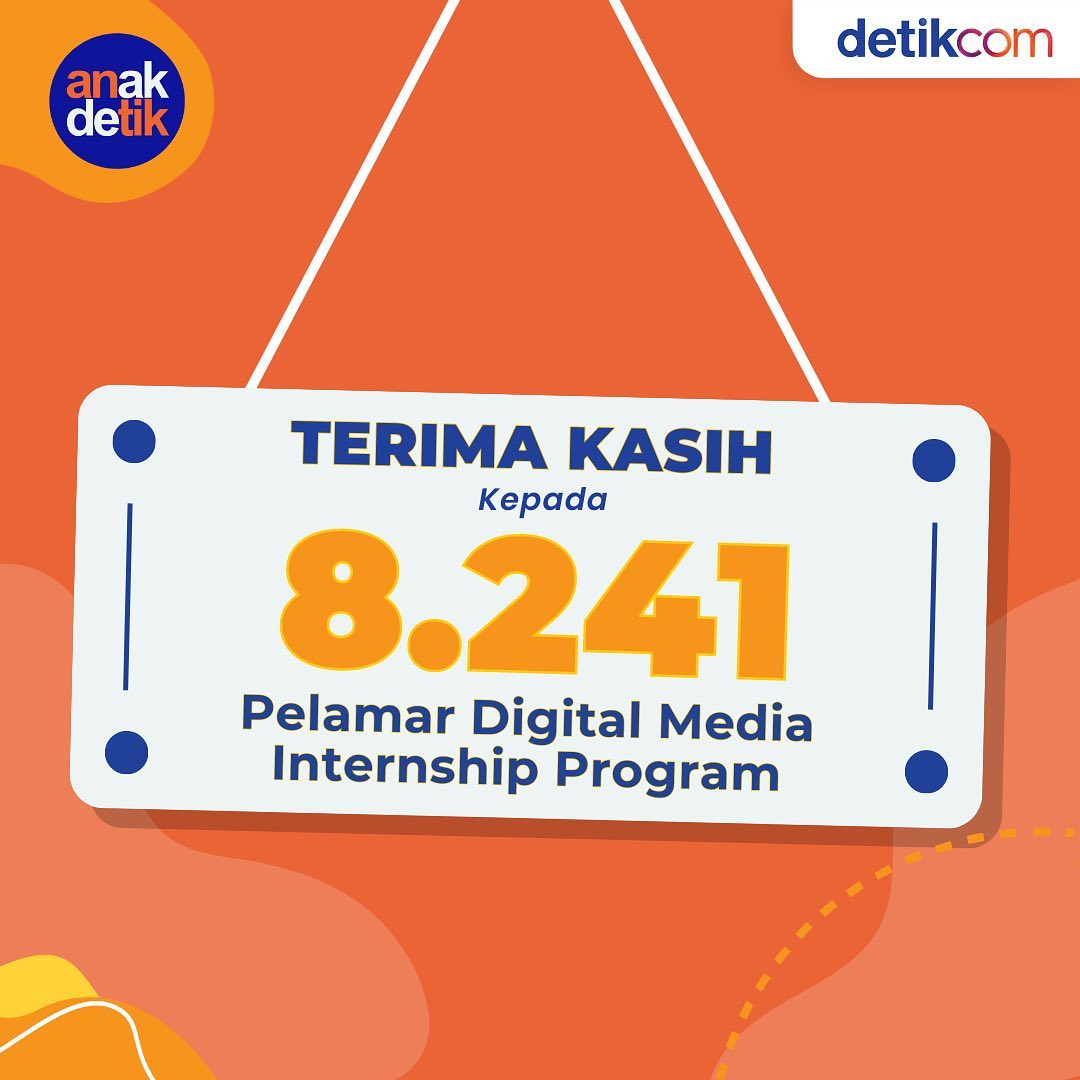 anak
detik
detikcom
TERIMA KASIH
Kepada
8.241
Pelamar Digital Media
Internship Program